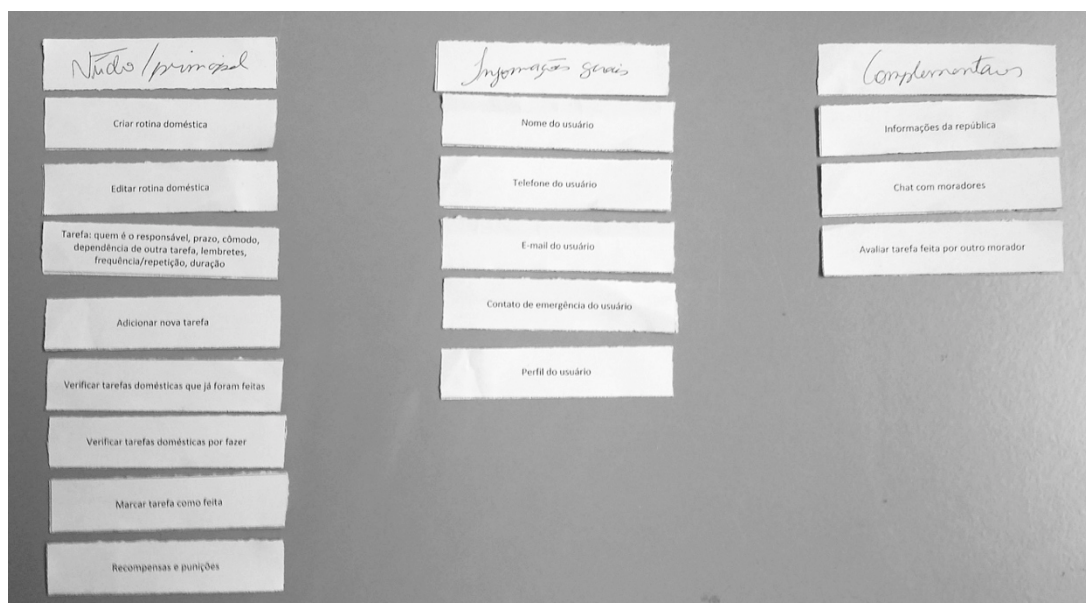 Núdo/principal
Criar rotina doméstica
Editar rotina doméstica
Tarefa: quem é o responsável, prazo, cômodo,
dependência de outra tarefa, lembretes,
frequência/repetição, duração
Adicionar nova tarefa
Verificar tarefas domésticas que já foram feitas
Verificar tarefas domésticas por fazer
Marcar tarefa como feita
Recompensas e punições
Informações gerais
Nome do usuário
Telefone do usuário
E-mail do usuário
Contato de emergência do usuário
Perfil do usuário
Complementares
Informações da república
Chat com moradores
Avaliar tarefa feita por outro morador